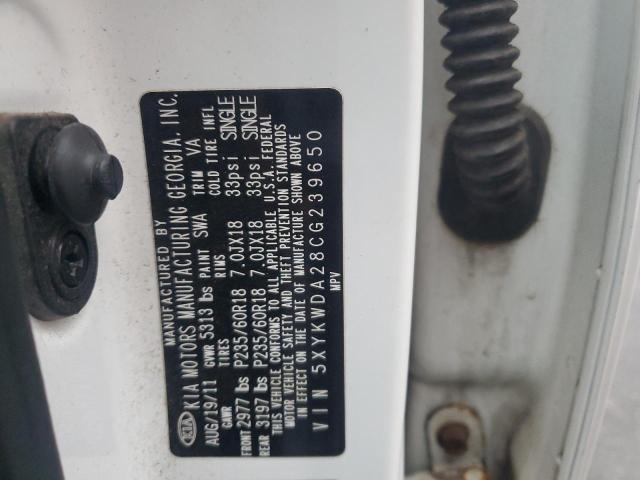 KIA
MANUFACTURED BY
KIA MOTORS MANUFACTURING GEORGIA, INC.
AUG/19/11 GVWR 5313 lbs PAINT SWA TRIM VA
GAWR TIRES RIMS COLD TIRE INFL
FRONT 2977 lbs P235/60R18 7.0JX18 33psi SINGLE
REAR 3197 lbs P235/60R18 7.0JX18 33psi SINGLE
THIS VEHICLE CONFORMS TO ALL APPLICABLE U.S.A. FEDERAL
MOTOR VEHICLE SAFETY AND THEFT PREVENTION STANDARDS
IN EFFECT ON THE DATE OF MANUFACTURE SHOWN ABOVE
VIN 5XYKWDA28CG239650
MPV